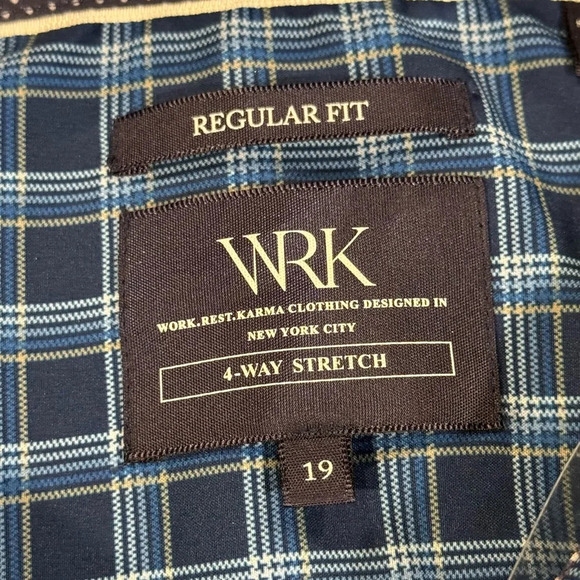 REGULAR FIT
WRK
WORK.REST.KARMA CLOTHING DESIGNED IN
NEW YORK CITY
4-WAY STRETCH
19